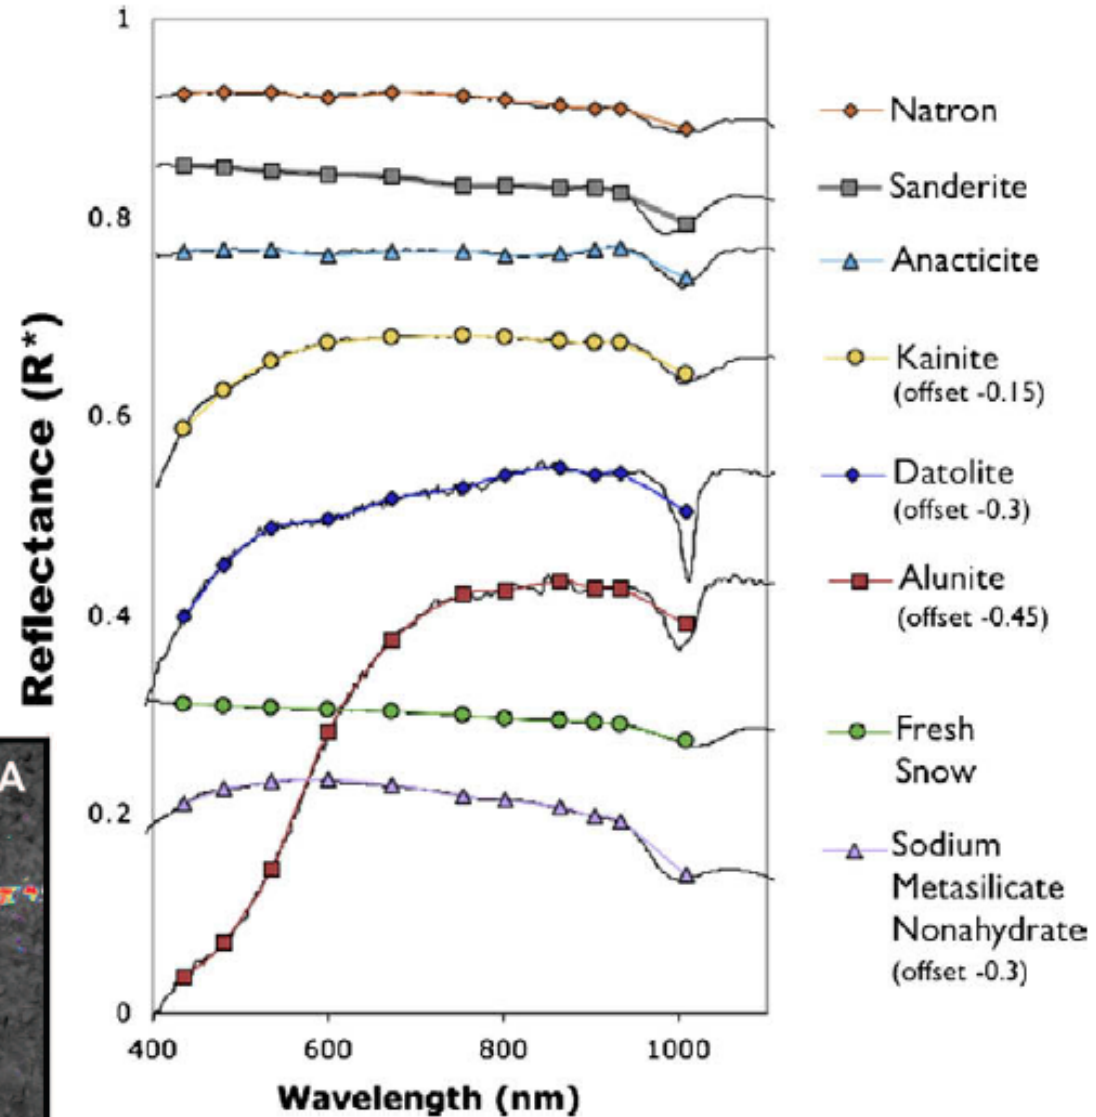 1
0.8
0.6
0.4
0.2
0
400 600 800 1000
Wavelength (nm)
Reflectance (R*)
A
Natron
Sanderite
Anacticite
Kainite
(offset -0.15)
Datolite
(offset -0.3)
Alunite
(offset -0.45)
Fresh
Snow
Sodium
Metasilicate
Nonahydrate
(offset -0.3)